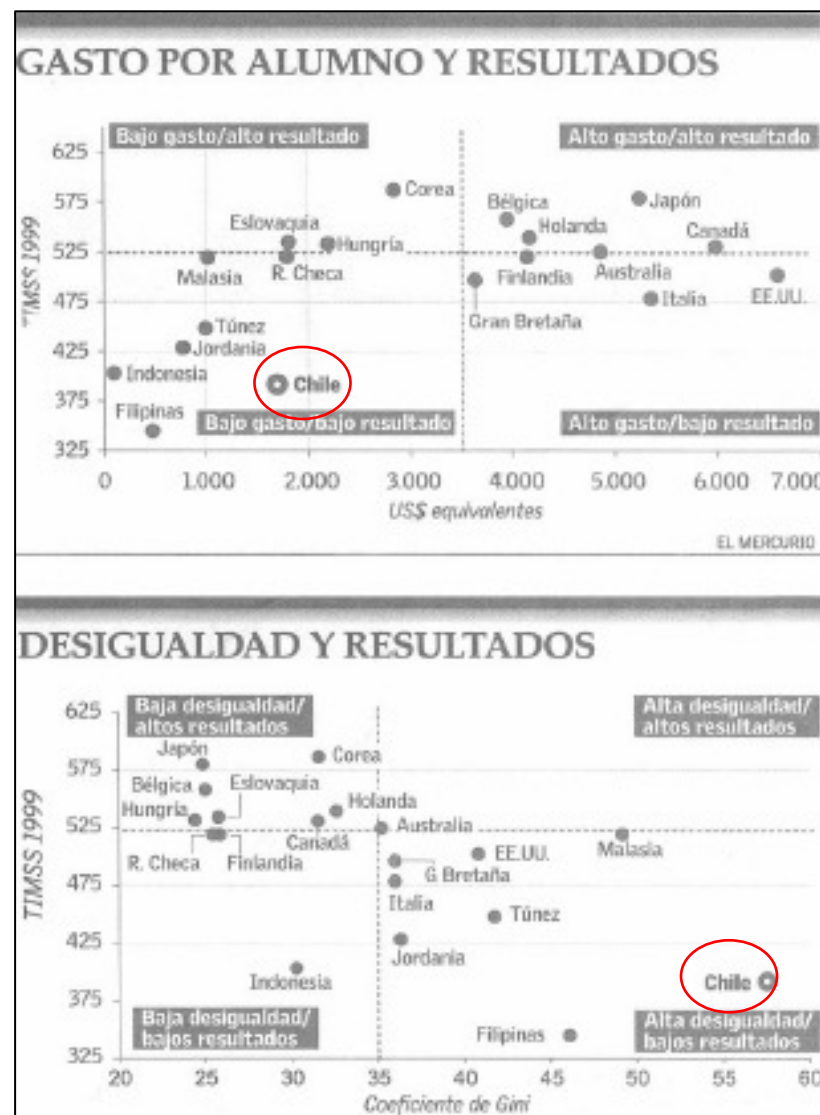 GASTO POR ALUMNO Y RESULTADOS
Bajo gasto/alto resultado
Alto gasto/alto resultado
625
575
525
475
425
375
325
TIMSS 1999
Corea
Eslovaquia
Hungría
Malasia
R. Checa
Túnez
Jordania
Indonesia
Chile
Filipinas
Bélgica
Holanda
Japón
Canadá
Finlandia
Australia
Gran Bretaña
Italia
EE.UU.
Bajo gasto/bajo resultado
Alto gasto/bajo resultado
0 1.000 2.000 3.000 4.000 5.000 6.000 7.000
US$ equivalentes
EL MERCURIO
DESIGUALDAD Y RESULTADOS
Baja desigualdad/
altos resultados
Alta desigualdad/
altos resultados
625
575
525
475
425
375
325
TIMSS 1999
Japón
Corea
Bélgica
Eslovaquia
Hungría
Holanda
Canadá
Australia
R. Checa
Finlandia
EE.UU.
Malasia
G Bretaña
Italia
Túnez
Jordania
Indonesia
Chile
Filipinas
Baja desigualdad/
bajos resultados
Alta desigualdad/
bajos resultados
20 25 30 35 40 45 50 55 60
Coeficiente de Gini